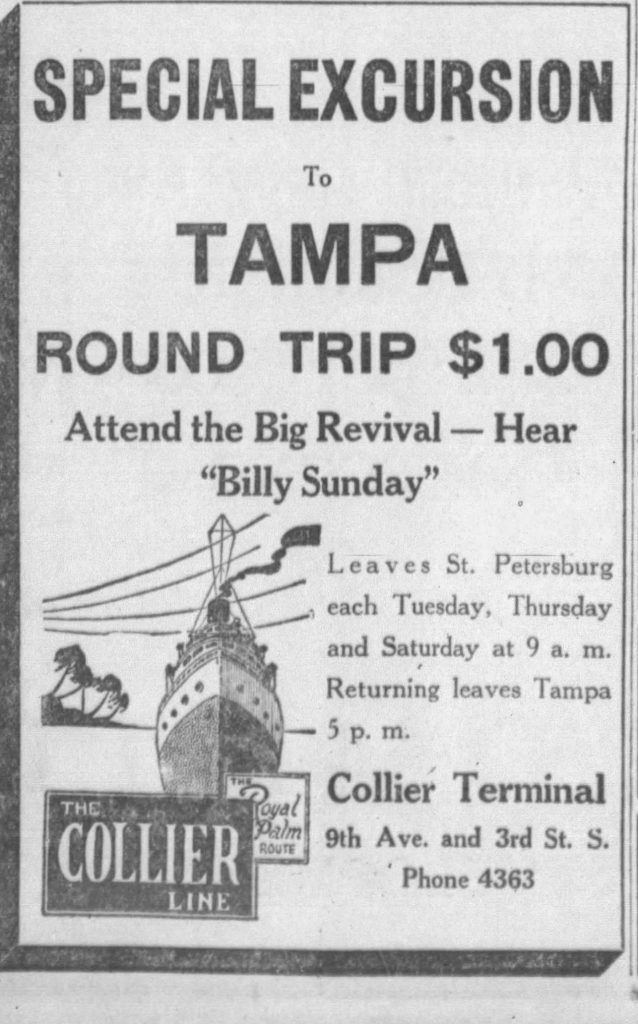 SPECIAL EXCURSION
To
TAMPA
ROUND TRIP $1.00
Attend the Big Revival — Hear
“Billy Sunday”
Leaves St. Petersburg
each Tuesday, Thursday
and Saturday at 9 a. m.
Returning leaves Tampa
5 p. m.
Collier Terminal
9th Ave. and 3rd St. S.
Phone 4363
THE
Royal
Palm
ROUTE
THE
COLLIER
LINE